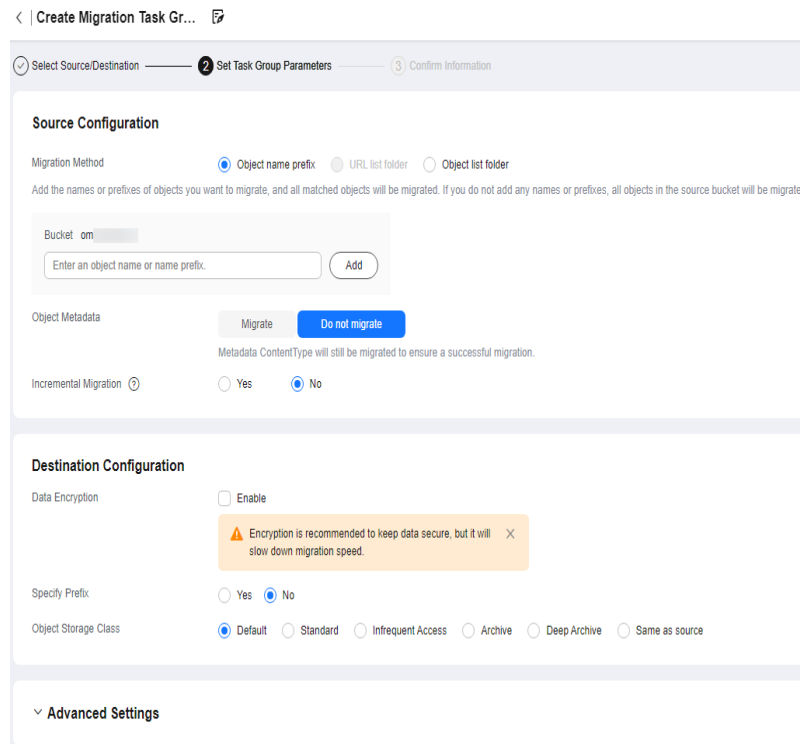 Create Migration Task Gr...
Select Source/Destination 2 Set Task Group Parameters 3 Confirm Information
Source Configuration
Migration Method Object name prefix URL list folder Object list folder
Add the names or prefixes of objects you want to migrate, and all matched objects will be migrated. If you do not add any names or prefixes, all objects in the source bucket will be migrate
Bucket om
Enter an object name or name prefix. Add
Object Metadata Migrate Do not migrate
Metadata ContentType will still be migrated to ensure a successful migration.
Incremental Migration ? Yes No
Destination Configuration
Data Encryption Enable
Encryption is recommended to keep data secure, but it will
slow down migration speed.
Specify Prefix Yes No
Object Storage Class Default Standard Infrequent Access Archive Deep Archive Same as source
Advanced Settings